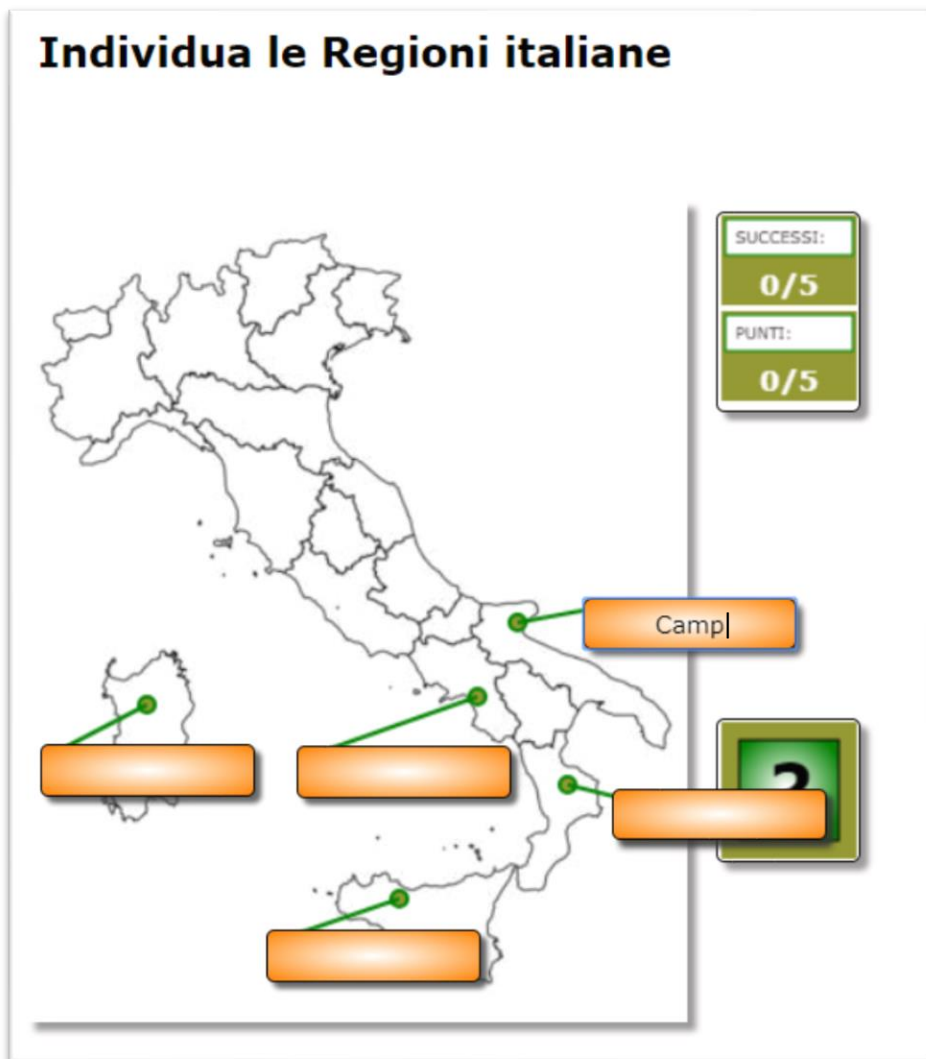 Individua le Regioni italiane
SUCCESSI:
0/5
PUNTI:
0/5
Camp
?